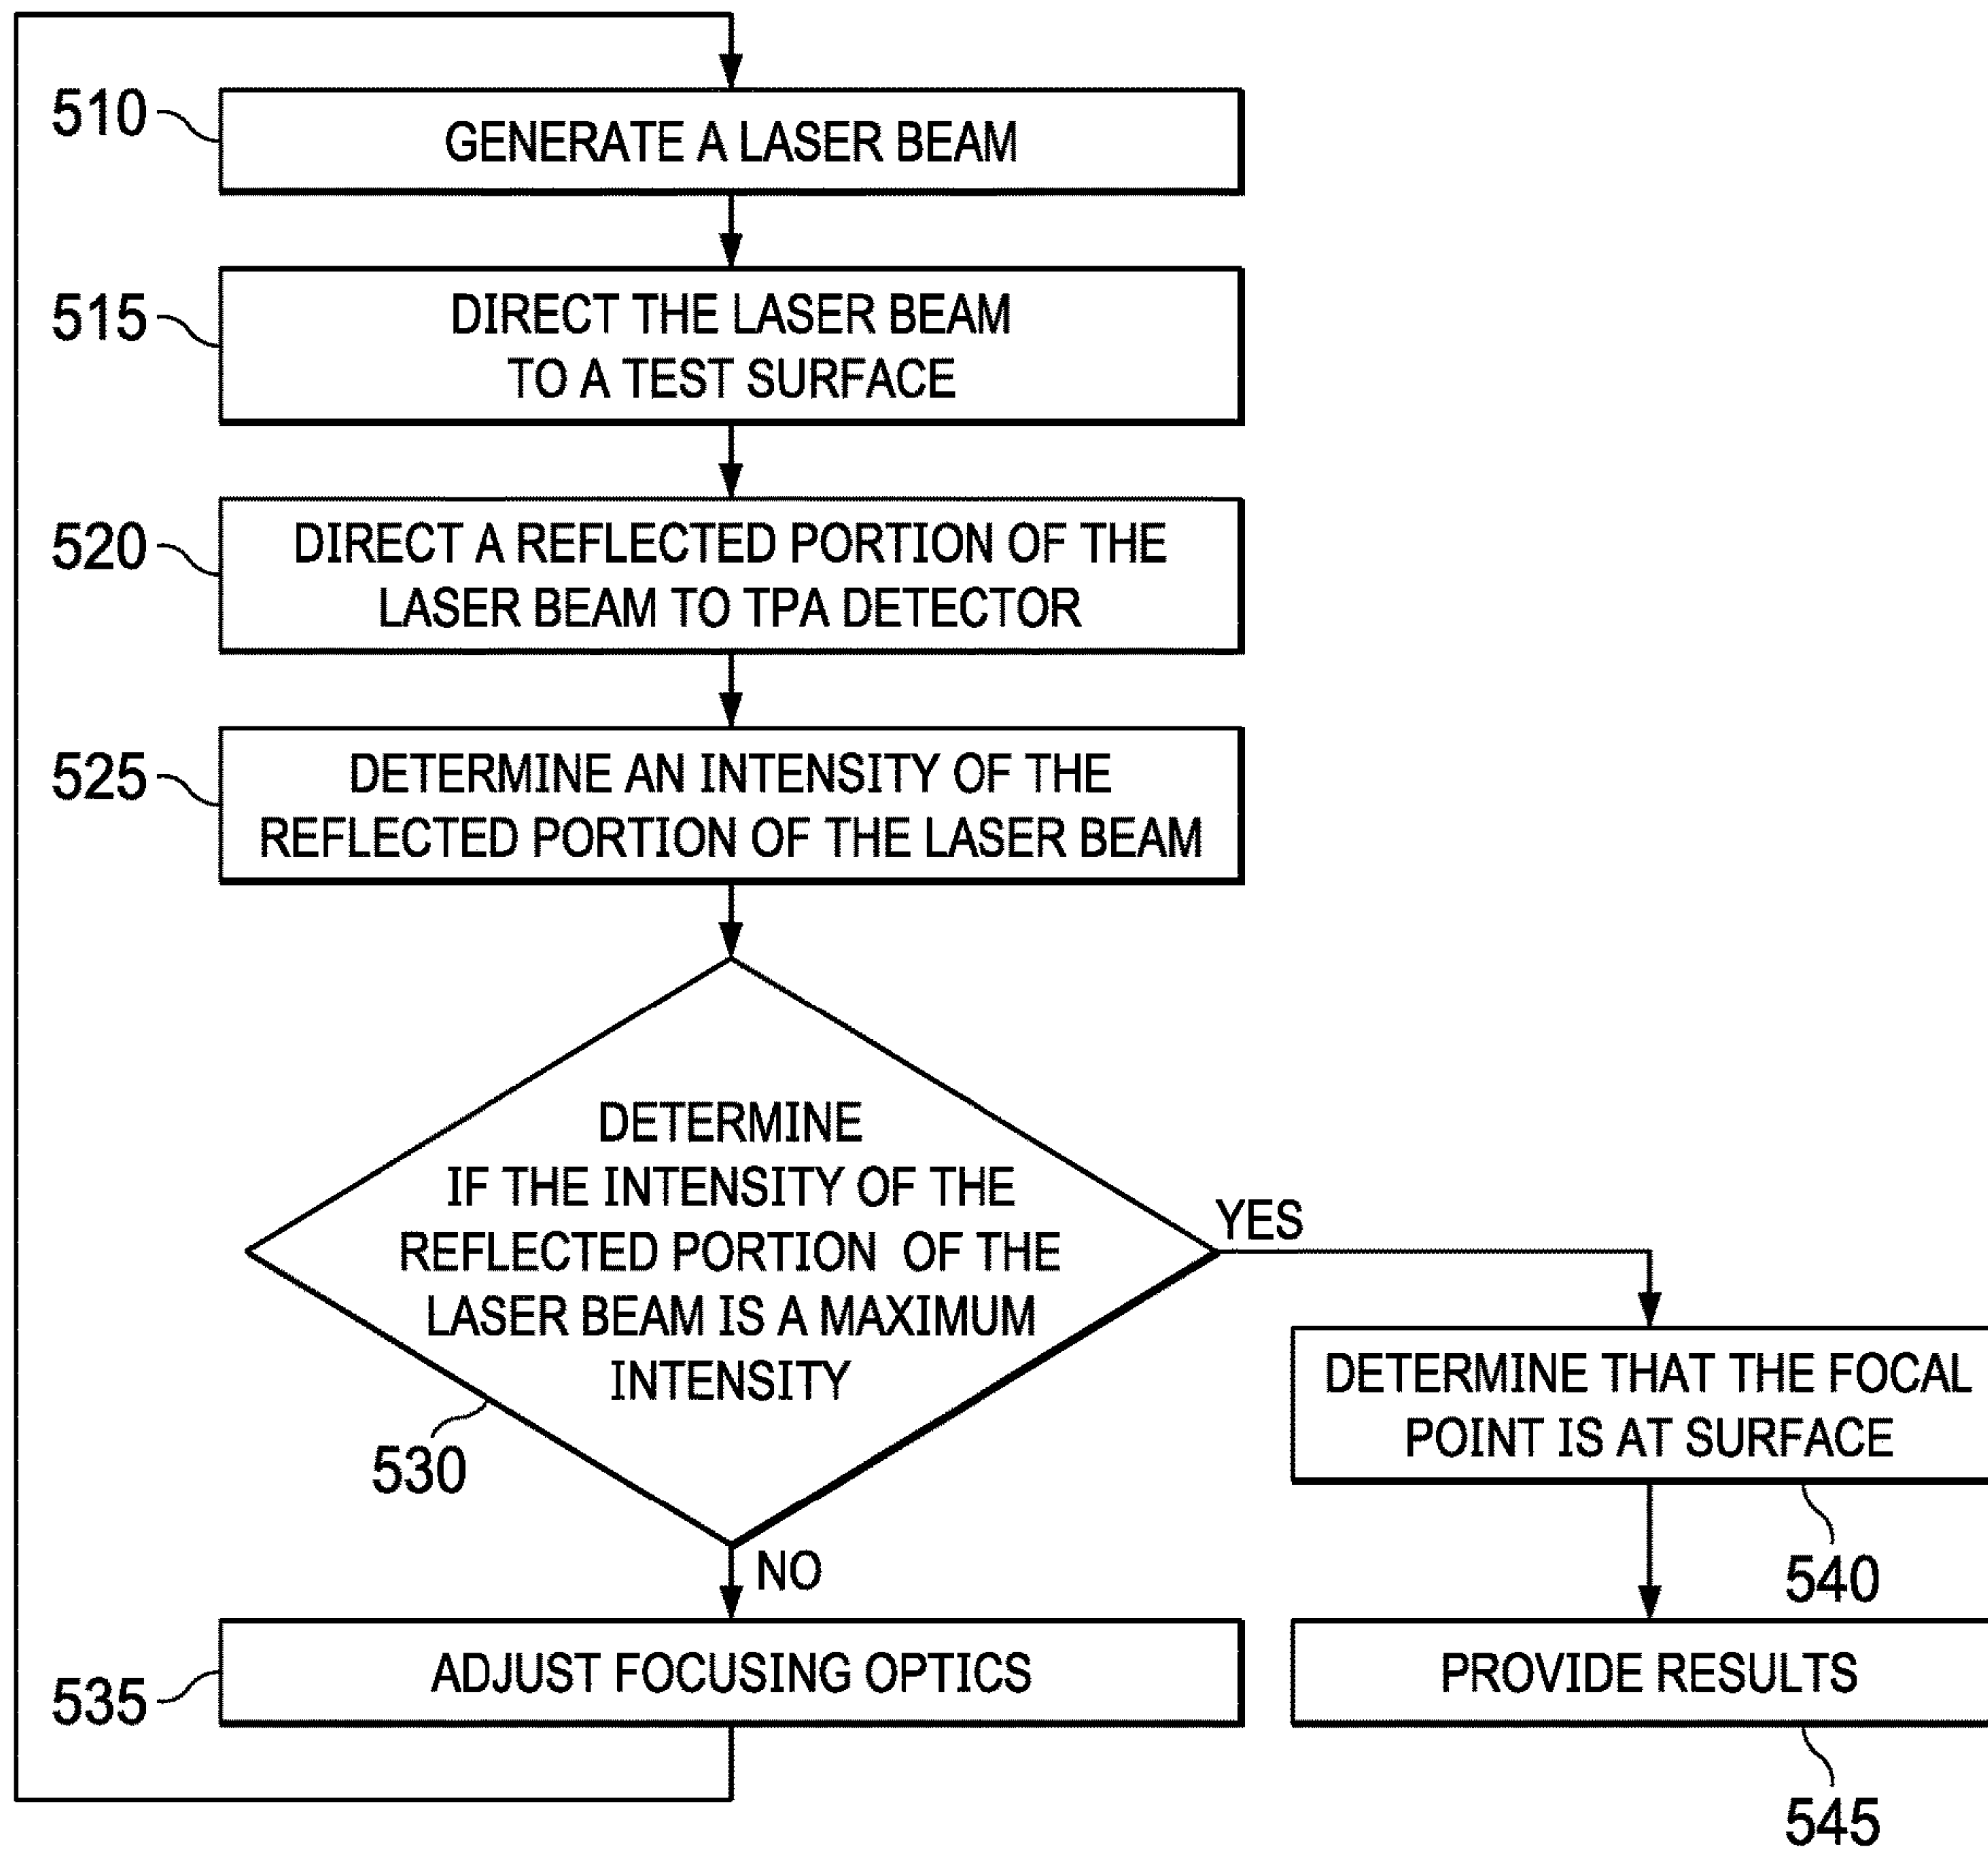 510
GENERATE A LASER BEAM
515
DIRECT THE LASER BEAM
TO A TEST SURFACE
520
DIRECT A REFLECTED PORTION OF THE
LASER BEAM TO TPA DETECTOR
525
DETERMINE AN INTENSITY OF THE
REFLECTED PORTION OF THE LASER BEAM
DETERMINE
IF THE INTENSITY OF THE
REFLECTED PORTION OF THE
LASER BEAM IS A MAXIMUM
INTENSITY
530
YES
NO
535
ADJUST FOCUSING OPTICS
DETERMINE THAT THE FOCAL
POINT IS AT SURFACE
540
PROVIDE RESULTS
545